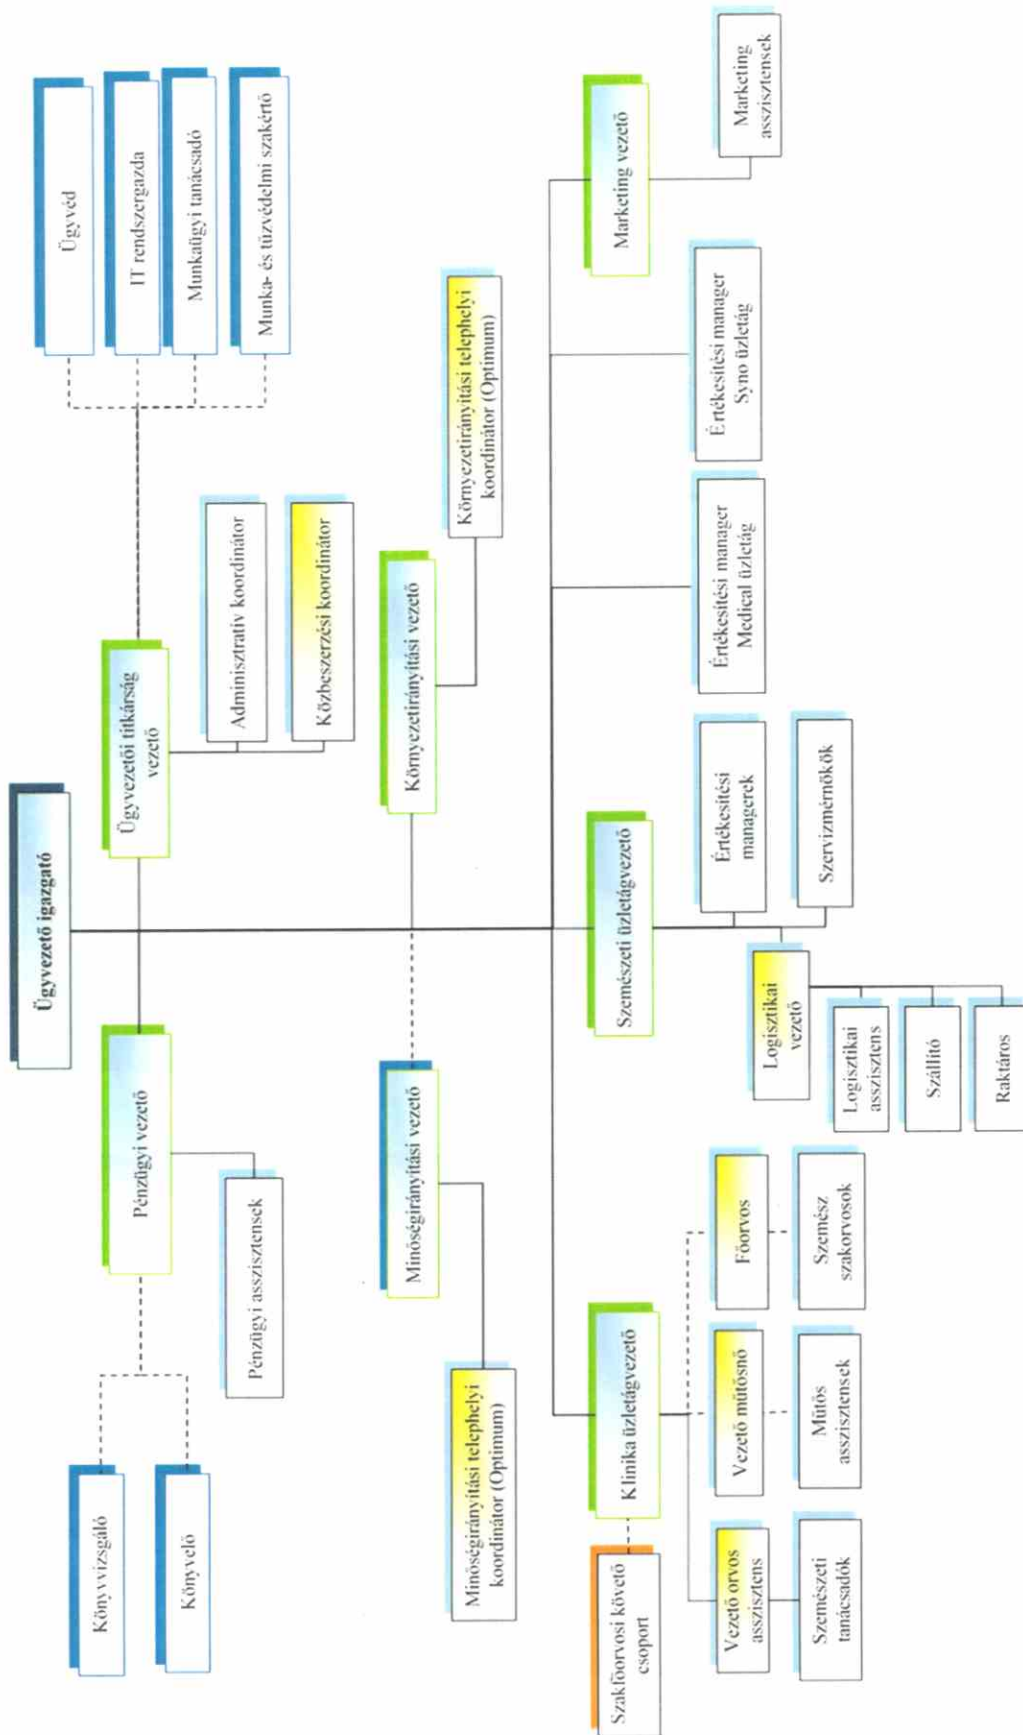 Ügyvezető igazgató
Pénzügyi vezető
Ügyvezetői titkárság
vezető
Könyvvizsgáló
Könyvelő
Pénzügyi asszisztensek
Adminisztratív koordinátor
Közbeszerzési koordinátor
Ügyvéd
IT rendszergazda
Munkaügyi tanácsadó
Munka- és tűzvédelmi szakértő
Minőségirányítási vezető
Környezetirányítási vezető
Minőségirányítási telephelyi
koordinátor (Optimum)
Környezetirányítási telephelyi
koordinátor (Optimum)
Szakfőorvosi követő
csoport
Klinika üzletágvezető
Szemészeti üzletágvezető
Marketing vezető
Vezető orvos
asszisztens
Vezető műtősnő
Főorvos
Szemészeti
tanácsadók
Műtős
asszisztensek
Szemész
szakorvosok
Logisztikai
vezető
Logisztikai
asszisztens
Szállító
Raktáros
Értékesítési
managerek
Szervizmérnökök
Értékesítési manager
Medical üzletág
Értékesítési manager
Syno üzletág
Marketing
asszisztensek